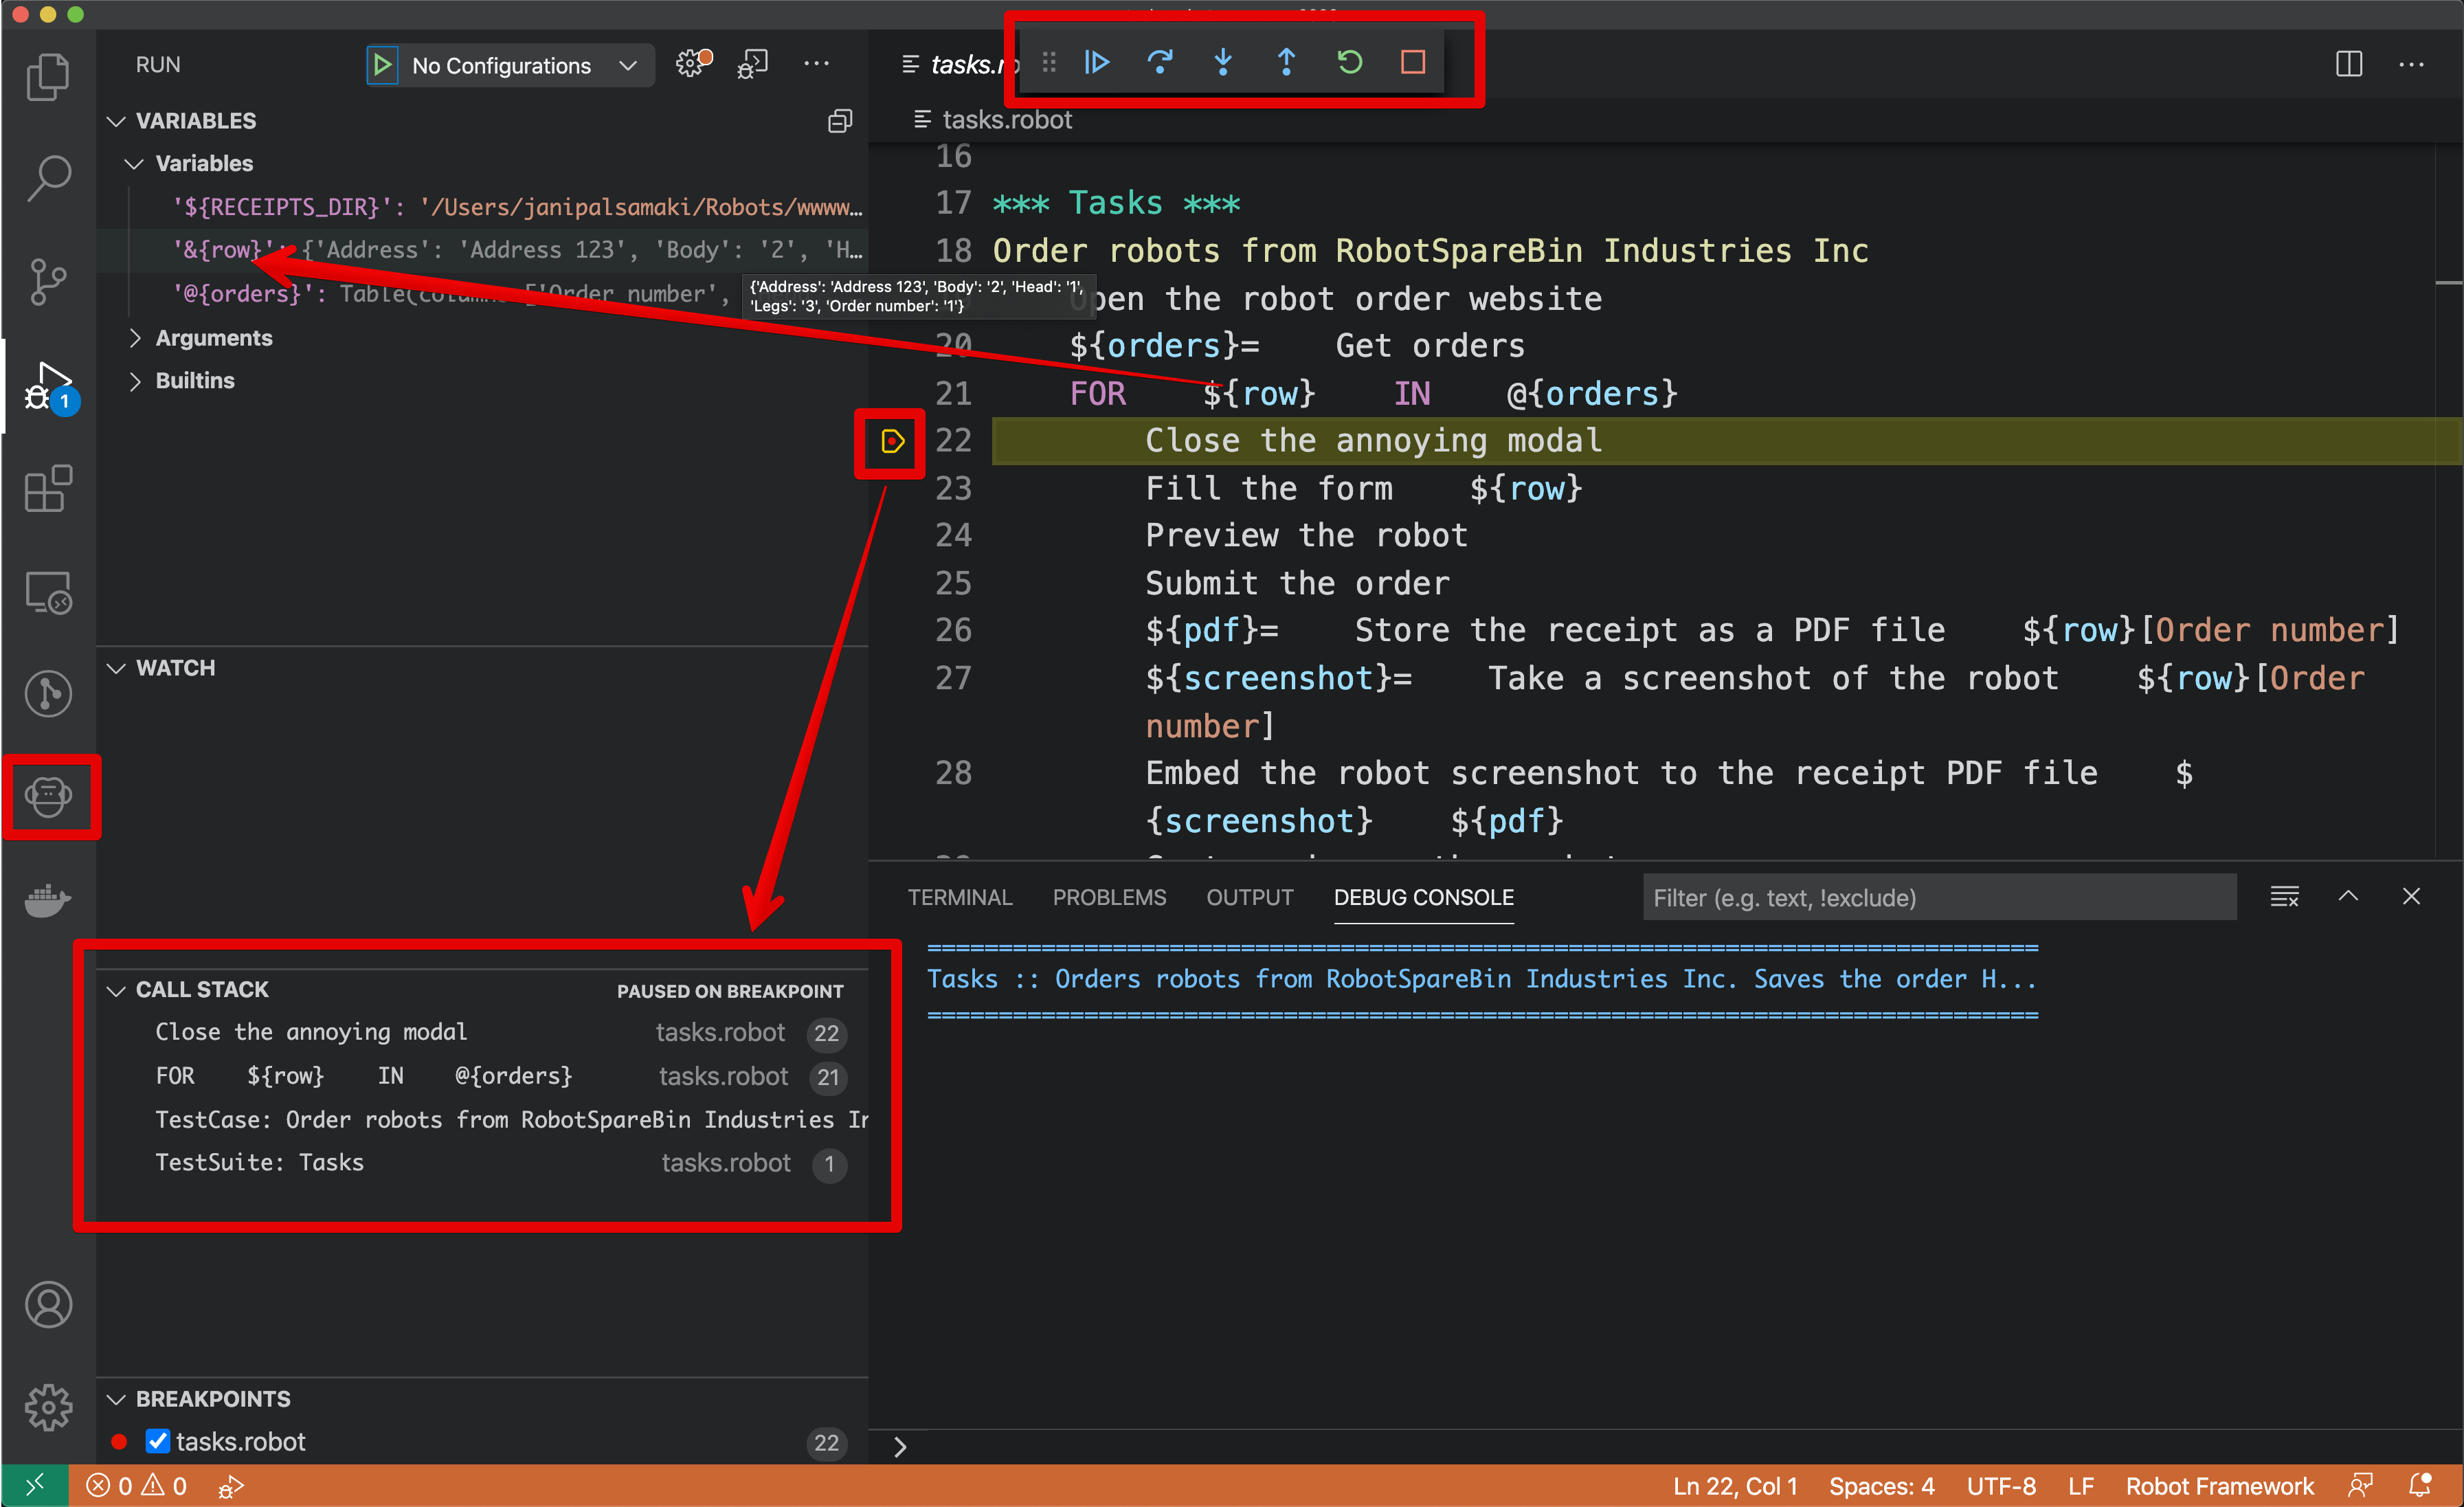 RUN
No Configurations
VARIABLES
Variables
'${RECEIPTS_DIR}': '/Users/janipalsamaki/Robots/wwww…
'&{row}': {'Address': 'Address 123', 'Body': '2', 'H…
'@{orders}': Table(columns=['Order number',
{'Address': 'Address 123', 'Body': '2', 'Head': '1',
'Legs': '3', 'Order number': '1'}
Arguments
Builtins
1
WATCH
CALL STACK PAUSED ON BREAKPOINT
Close the annoying modal tasks.robot 22
FOR ${row} IN @{orders} tasks.robot 21
TestCase: Order robots from RobotSpareBin Industries In
TestSuite: Tasks tasks.robot 1
BREAKPOINTS
tasks.robot 22
tasks.ro
tasks.robot
16
17 *** Tasks ***
18 Order robots from RobotSpareBin Industries Inc
Open the robot order website
20 ${orders}= Get orders
21 FOR ${row} IN @{orders}
22 Close the annoying modal
23 Fill the form ${row}
24 Preview the robot
25 Submit the order
26 ${pdf}= Store the receipt as a PDF file ${row}[Order number]
27 ${screenshot}= Take a screenshot of the robot ${row}[Order
number]
28 Embed the robot screenshot to the receipt PDF file $
{screenshot} ${pdf}
TERMINAL PROBLEMS OUTPUT DEBUG CONSOLE Filter (e.g. text, !exclude)
==============================================================================
Tasks :: Orders robots from RobotSpareBin Industries Inc. Saves the order H...
==============================================================================
0 0
Ln 22, Col 1 Spaces: 4 UTF-8 LF Robot Framework